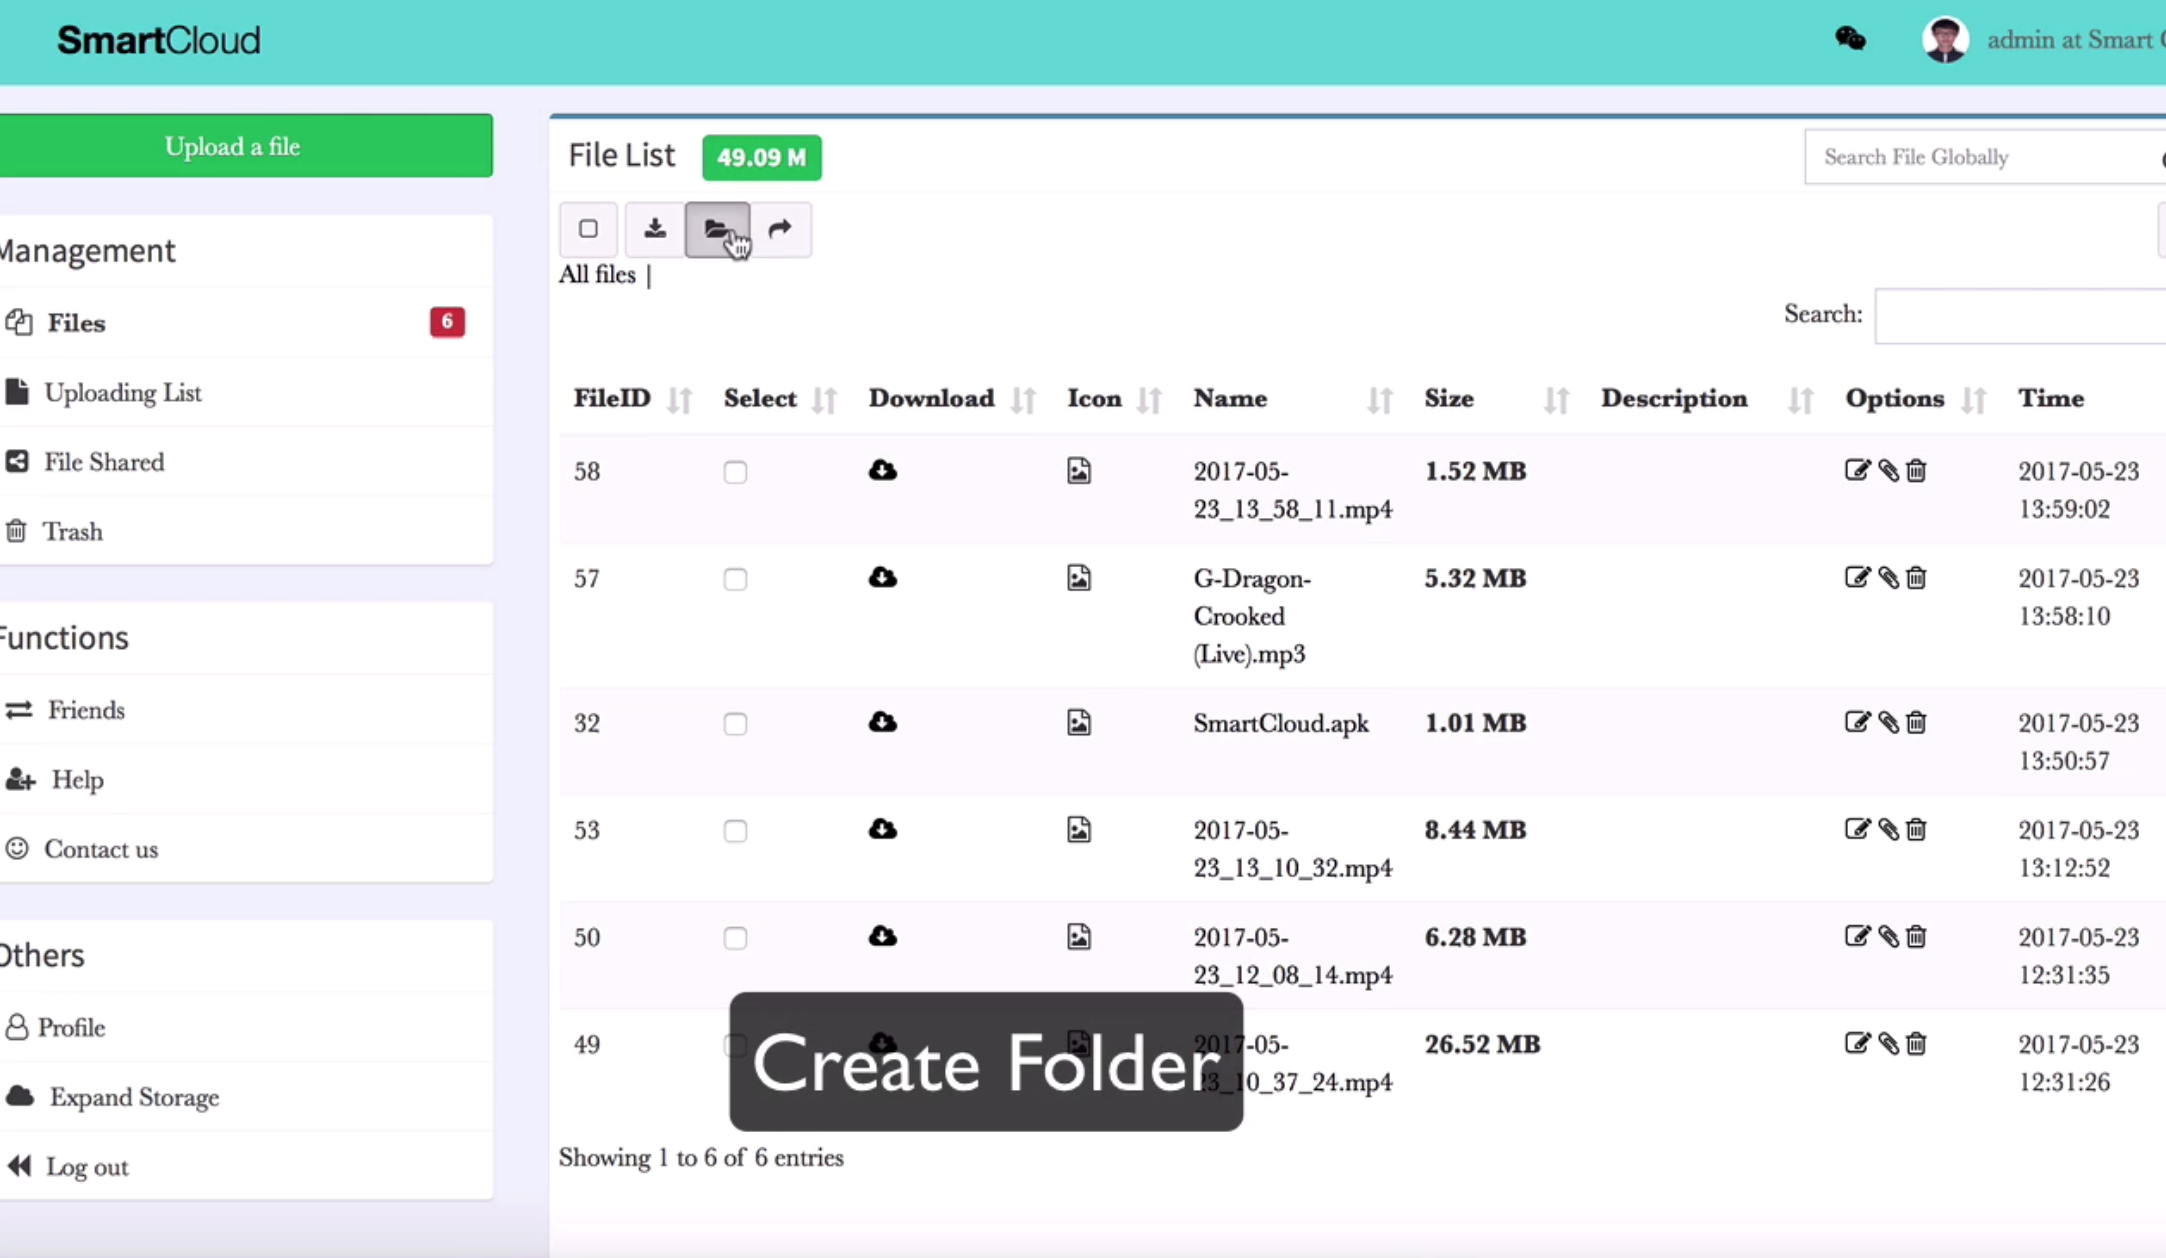 SmartCloud
admin at Smart
Upload a file
Management
Files 6
Uploading List
File Shared
Trash
Functions
Friends
Help
Contact us
Others
Profile
Expand Storage
Log out
File List 49.09 M
Search File Globally
All files |
Search:
FileID Select Download Icon Name Size Description Options Time
58 2017-05- 1.52 MB 2017-05-23
23_13_58_11.mp4 13:59:02
57 G-Dragon- 5.32 MB 2017-05-23
Crooked 13:58:10
(Live).mp3
32 SmartCloud.apk 1.01 MB 2017-05-23
13:50:57
53 2017-05- 8.44 MB 2017-05-23
23_13_10_32.mp4 13:12:52
50 2017-05- 6.28 MB 2017-05-23
23_12_08_14.mp4 12:31:35
49 2017-05- 26.52 MB 2017-05-23
23_10_37_24.mp4 12:31:26
Create Folder
Showing 1 to 6 of 6 entries